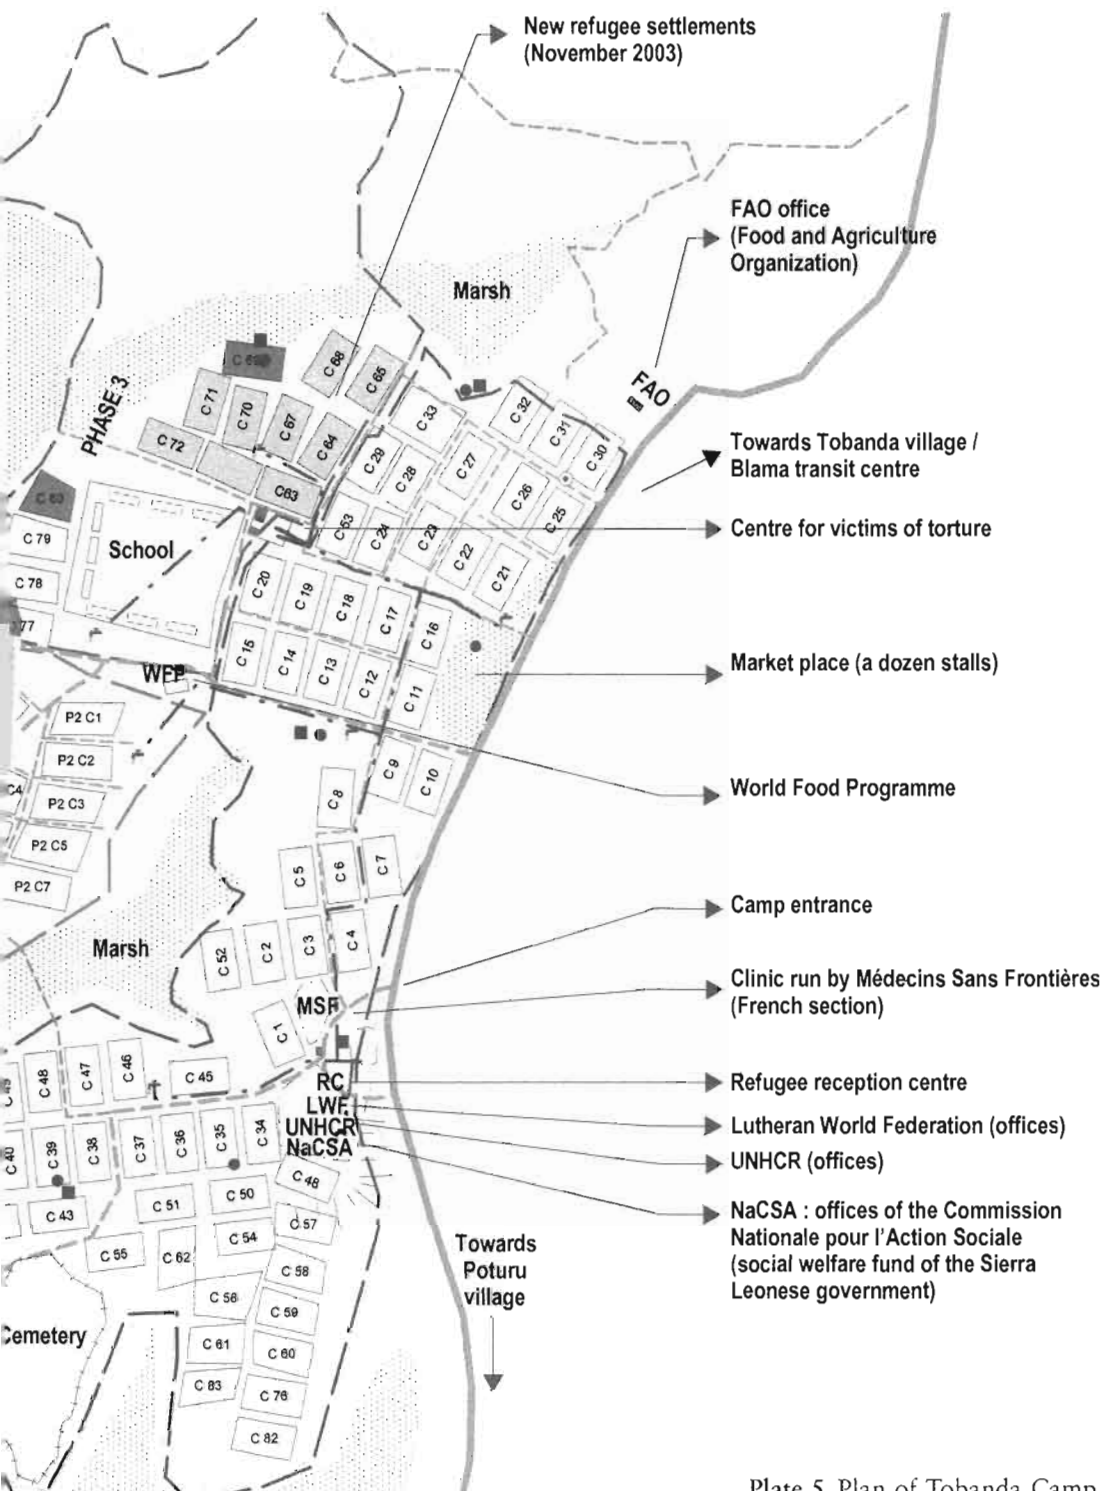 New refugee settlements
(November 2003)
FAO office
(Food and Agriculture
Organization)
Marsh
FAO
PHASE 3
Towards Tobanda village /
Blama transit centre
Centre for victims of torture
Market place (a dozen stalls)
World Food Programme
Camp entrance
Clinic run by Médecins Sans Frontières
(French section)
Refugee reception centre
Lutheran World Federation (offices)
UNHCR (offices)
NaCSA : offices of the Commission
Nationale pour l'Action Sociale
(social welfare fund of the Sierra
Leonese government)
Towards
Poturu
village
School
WFP
Marsh
MSF
RC
LWF
UNHCR
NaCSA
Cemetery
C 68
C 65
C 71
C 70
C 67
C 64
C 72
C63
C 33
C 32
C 31
C 30
C 29
C 28
C 27
C 26
C 25
C 53
C 24
C 23
C 22
C 21
C 79
C 78
77
C 20
C 19
C 18
C 17
C 16
C 15
C 14
C 13
C 12
C 11
P2 C1
P2 C2
P2 C3
C4
P2 C5
P2 C7
C 9
C 10
C 8
C 5
C 6
C 7
C 52
C 2
C 3
C 4
C 1
C 48
C 47
C 46
C 45
C 40
C 39
C 38
C 37
C 36
C 35
C 34
C 48
C 43
C 51
C 50
C 57
C 55
C 62
C 54
C 58
C 56
C 59
C 61
C 60
C 83
C 76
C 82
Plate 5 Plan of Tobanda Camp